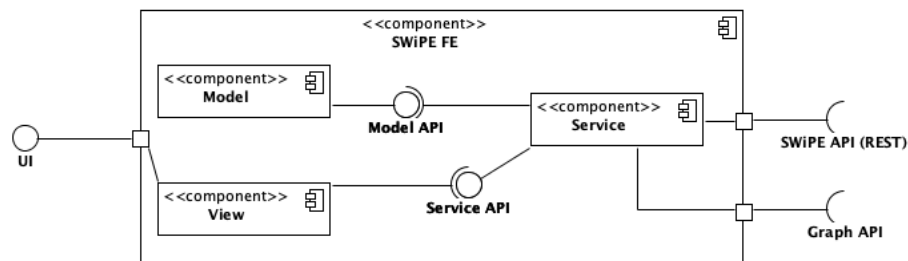 <<component>>
SWiPE FE
<<component>>
Model
Model API
<<component>>
Service
UI
SWiPE API (REST)
<<component>>
View
Service API
Graph API